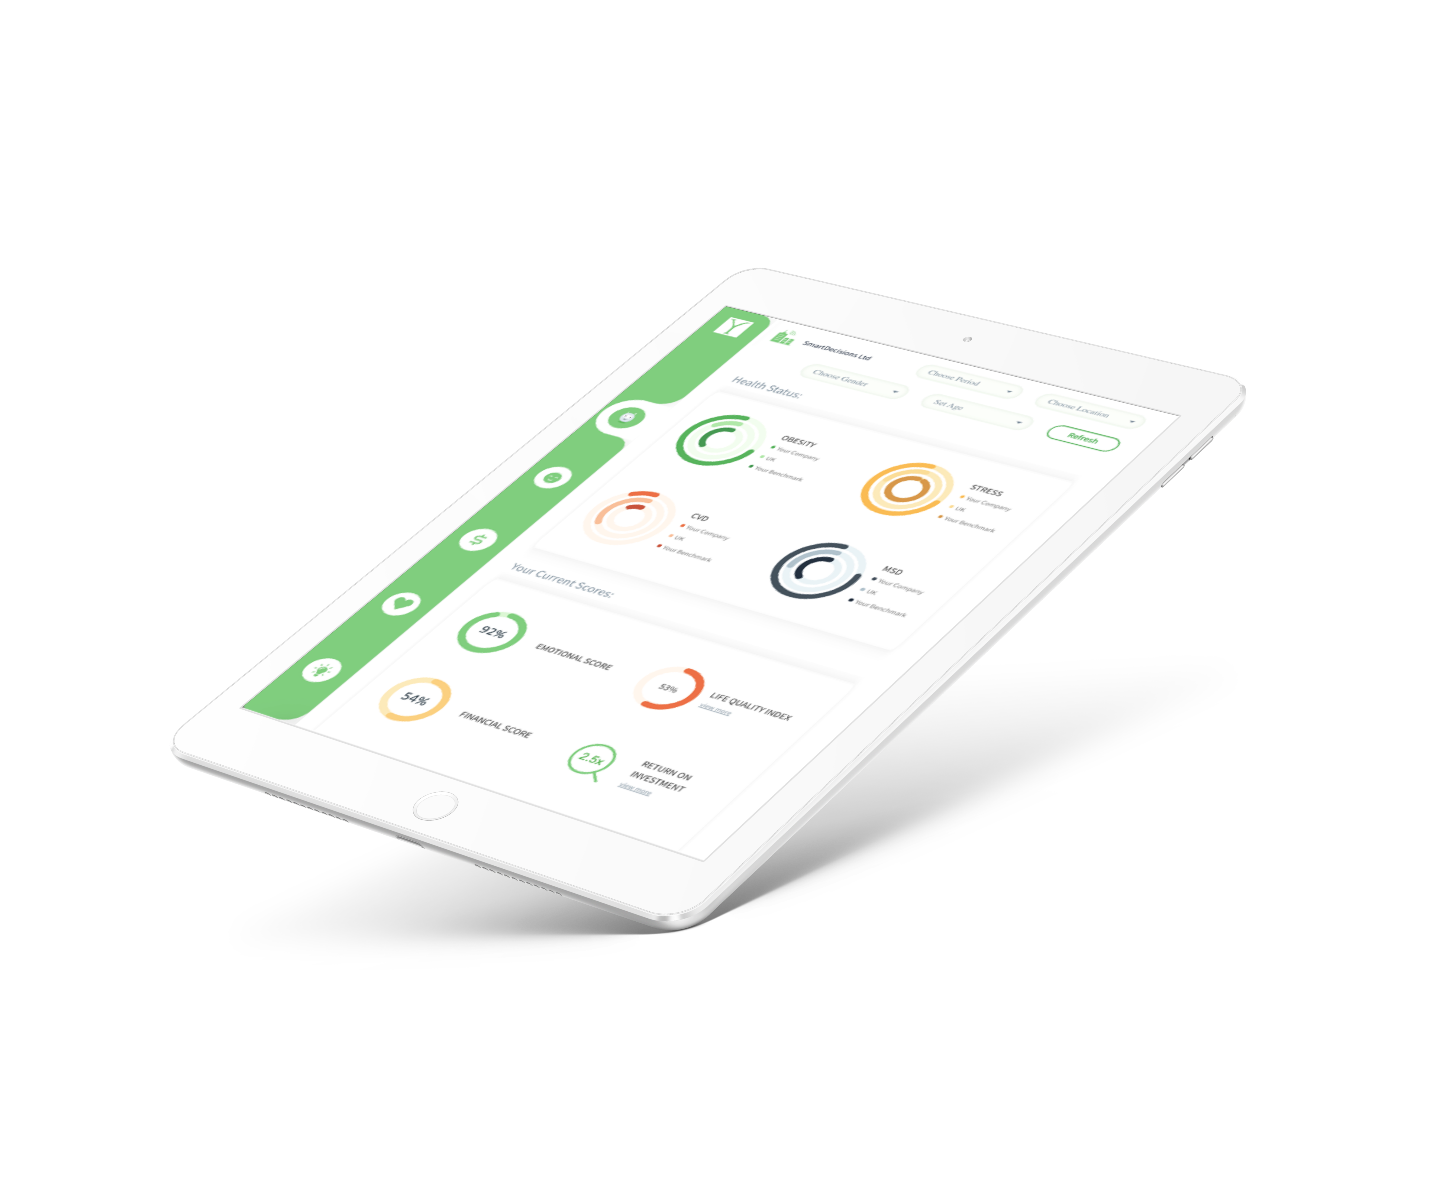 Y
SmartDecisions Ltd
Choose Gender
Choose Period
Choose Location
Set Age
Refresh
Health Status:
OBESITY
Your Company
UK
Your Benchmark
STRESS
Your Company
UK
Your Benchmark
CVD
Your Company
UK
Your Benchmark
MSD
Your Company
UK
Your Benchmark
Your Current Scores:
92%
EMOTIONAL SCORE
53%
LIFE QUALITY INDEX
view more
54%
FINANCIAL SCORE
2.5x
RETURN ON
INVESTMENT
view more